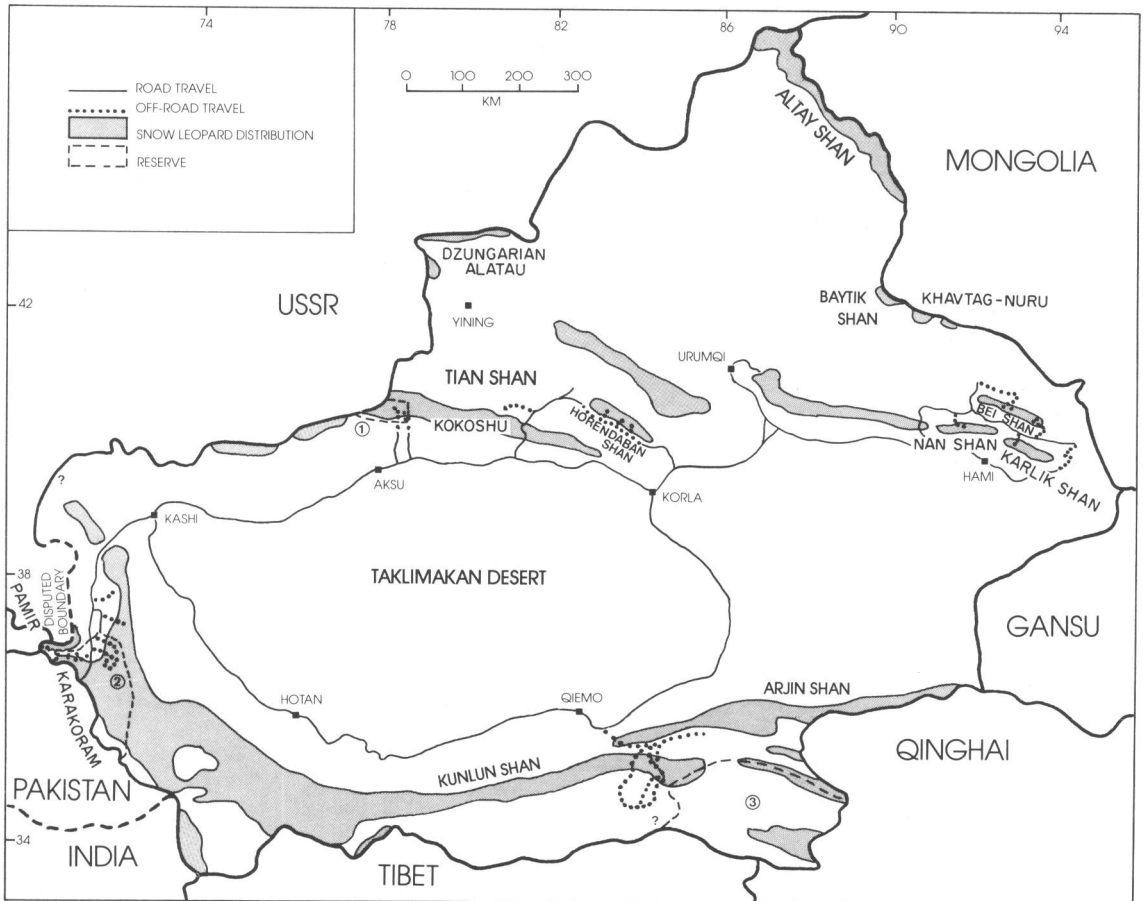 74
78
82
86
90
94
0 100 200 300
KM
ROAD TRAVEL
OFF-ROAD TRAVEL
SNOW LEOPARD DISTRIBUTION
RESERVE
ALTAY SHAN
MONGOLIA
DZUNGARIAN
ALATAU
USSR
42
YINING
BAYTIK
SHAN
KHAVTAG-NURU
URUMQI
TIAN SHAN
①
KOKOSHU
HORENDABAN
SHAN
BEI SHAN
NAN SHAN
KARLIK SHAN
HAMI
AKSU
KORLA
?
KASHI
38
PAMIR
DISPUTED
BOUNDARY
TAKLIMAKAN DESERT
GANSU
②
KARAKORAM
HOTAN
QIEMO
ARJIN SHAN
QINGHAI
KUNLUN SHAN
PAKISTAN
③
?
34
INDIA
TIBET